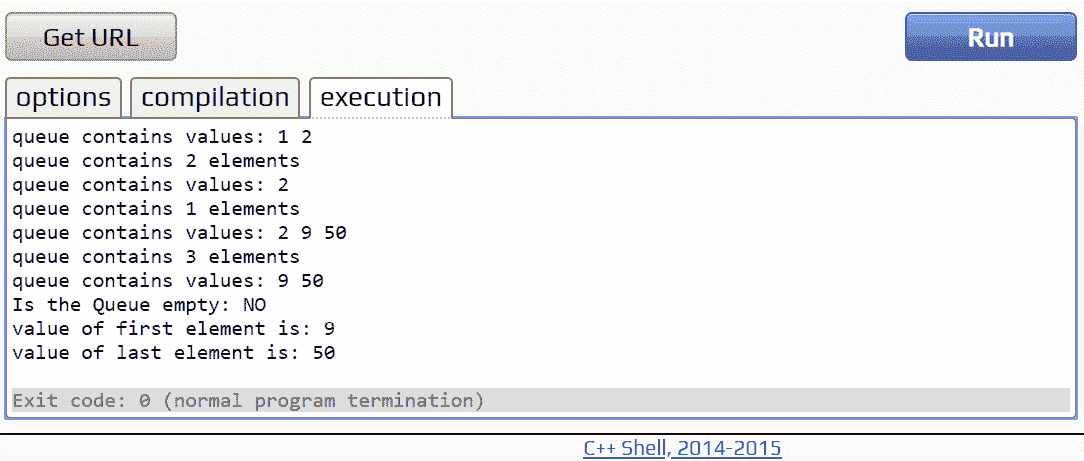 Get URL
Run
options
compilation
execution
queue contains values: 1 2
queue contains 2 elements
queue contains values: 2
queue contains 1 elements
queue contains values: 2 9 50
queue contains 3 elements
queue contains values: 9 50
Is the Queue empty: NO
value of first element is: 9
value of last element is: 50
Exit code: 0 (normal program termination)
C++ Shell, 2014-2015